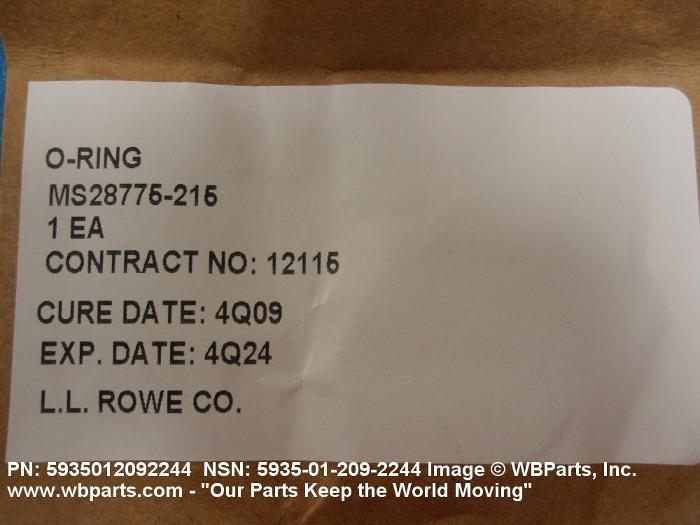 O-RING
MS28775-215
1 EA
CONTRACT NO: 12115
CURE DATE: 4Q09
EXP. DATE: 4Q24
L.L. ROWE CO.
PN: 5935012092244 NSN: 5935-01-209-2244 Image © WBParts, Inc.
www.wbparts.com - "Our Parts Keep the World Moving"